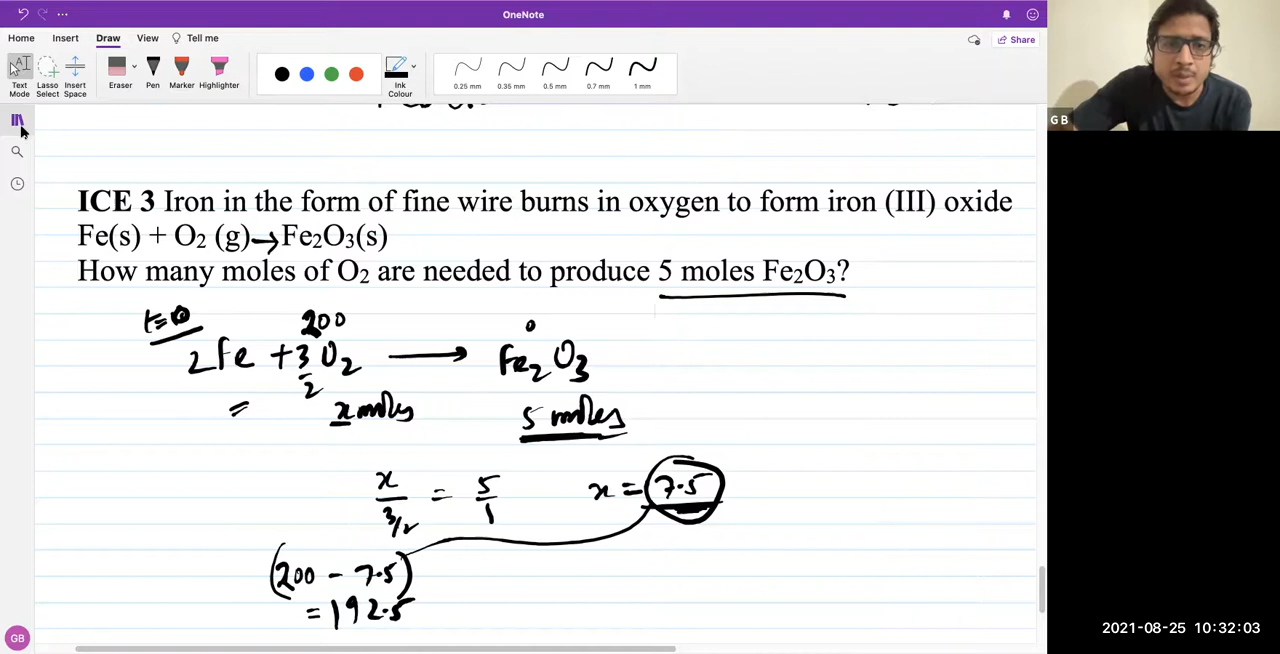 OneNote
Home Insert Draw View Tell me
Share
Text Mode Lasso Select Insert Space Eraser Pen Marker Highlighter Ink Colour 0.25 mm 0.35 mm 0.5 mm 0.7 mm 1 mm
G B
ICE 3 Iron in the form of fine wire burns in oxygen to form iron (III) oxide
Fe(s) + O₂ (g)→Fe₂O₃(s)
How many moles of O₂ are needed to produce 5 moles Fe₂O₃?
t=0 200 0
2Fe + 3/2 O₂ → Fe₂O₃
= x moles 5 moles
x/(3/2) = 5/1 x = 7.5
(200 - 7.5)
= 192.5
GB
2021-08-25 10:32:03